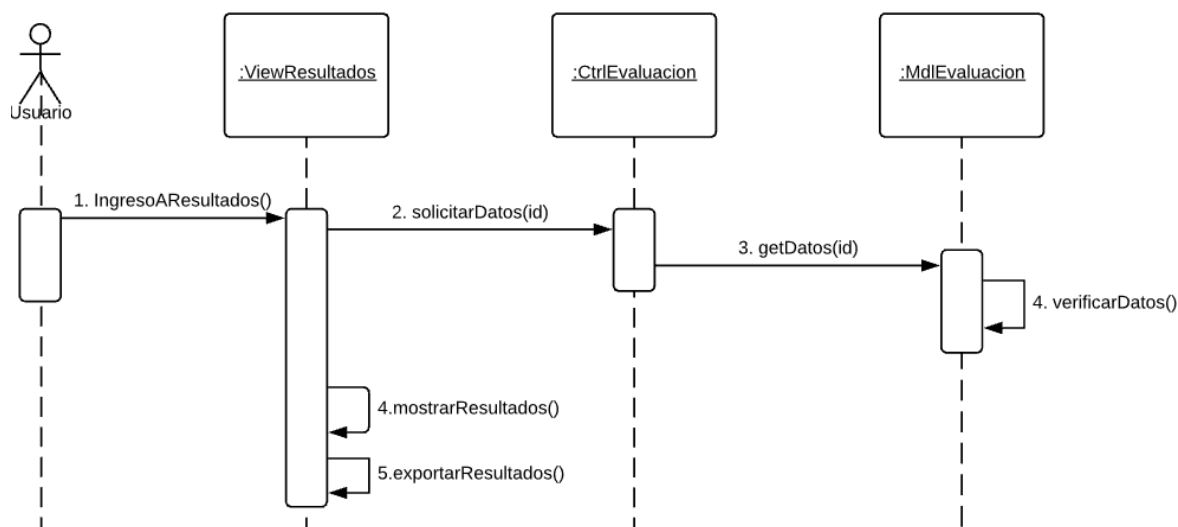 :ViewResultados
:CtrlEvaluacion
:MdlEvaluacion
Usuario
1. IngresoAResultados()
2. solicitarDatos(id)
3. getDatos(id)
4. verificarDatos()
4.mostrarResultados()
5.exportarResultados()